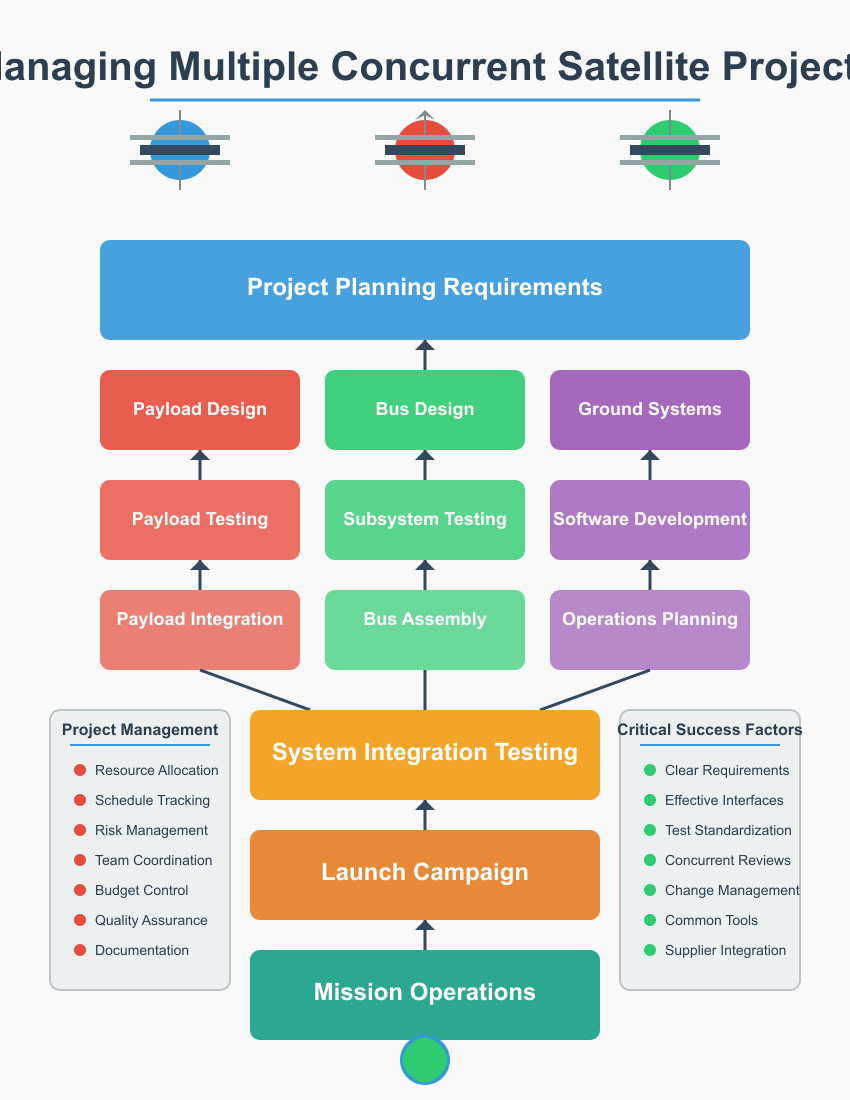 anaging Multiple Concurrent Satellite Project
Project Planning Requirements
Payload Design
Bus Design
Ground Systems
Payload Testing
Subsystem Testing
Software Development
Payload Integration
Bus Assembly
Operations Planning
Project Management
Resource Allocation
Schedule Tracking
Risk Management
Team Coordination
Budget Control
Quality Assurance
Documentation
System Integration Testing
Launch Campaign
Mission Operations
Critical Success Factors
Clear Requirements
Effective Interfaces
Test Standardization
Concurrent Reviews
Change Management
Common Tools
Supplier Integration